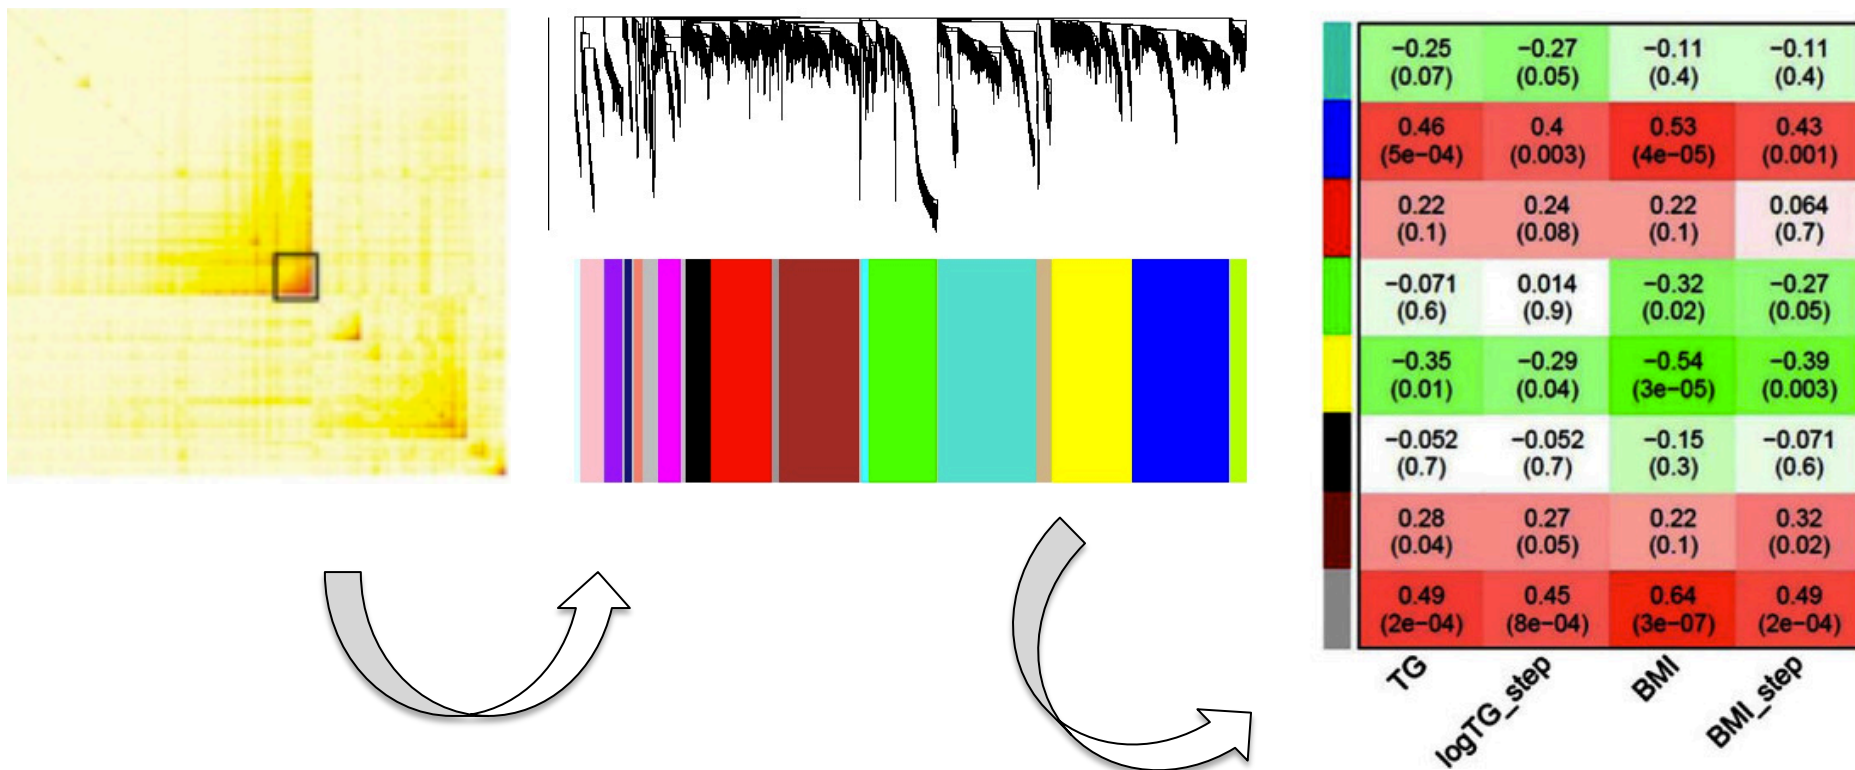 −0.25 −0.27 −0.11 −0.11
(0.07) (0.05) (0.4) (0.4)
0.46 0.4 0.53 0.43
(5e−04) (0.003) (4e−05) (0.001)
0.22 0.24 0.22 0.064
(0.1) (0.08) (0.1) (0.7)
−0.071 0.014 −0.32 −0.27
(0.6) (0.9) (0.02) (0.05)
−0.35 −0.29 −0.54 −0.39
(0.01) (0.04) (3e−05) (0.003)
−0.052 −0.052 −0.15 −0.071
(0.7) (0.7) (0.3) (0.6)
0.28 0.27 0.22 0.32
(0.04) (0.05) (0.1) (0.02)
0.49 0.45 0.64 0.49
(2e−04) (8e−04) (3e−07) (2e−04)
TG logTG_step BMI BMI_step